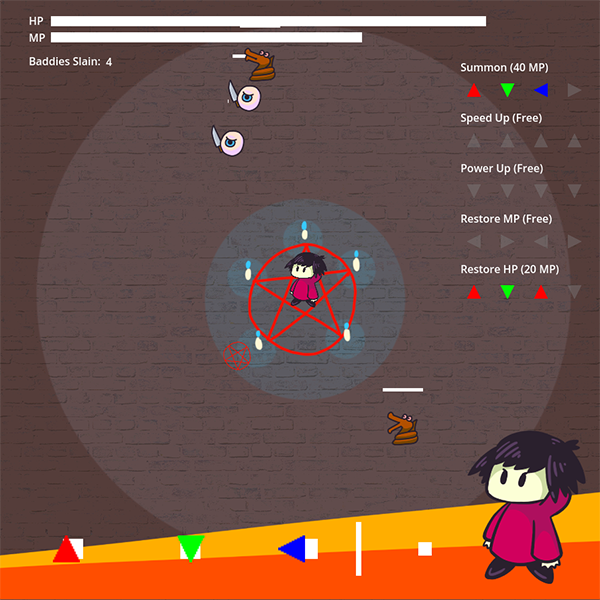 HP
MP
Baddies Slain: 4
Summon (40 MP)
Speed Up (Free)
Power Up (Free)
Restore MP (Free)
Restore HP (20 MP)